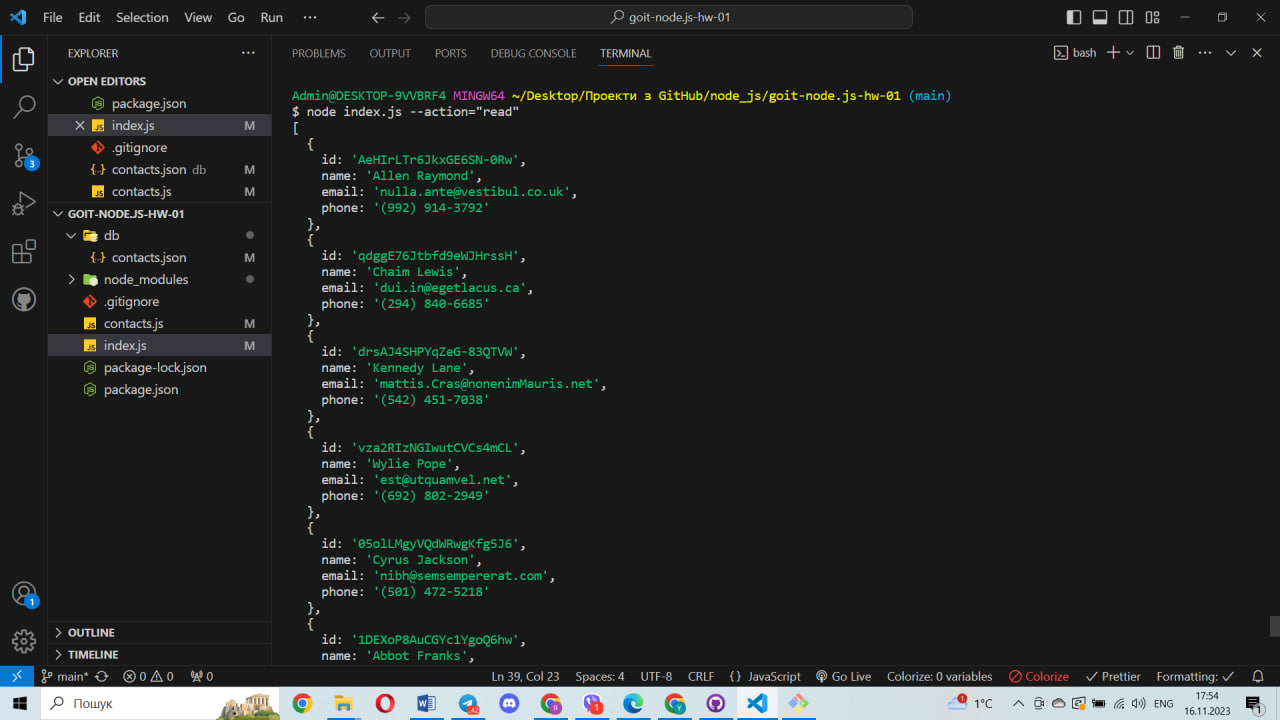 File Edit Selection View Go Run ··· goit-node.js-hw-01
EXPLORER ···
OPEN EDITORS
package.json
index.js M
.gitignore
contacts.json db M
contacts.js M
GOIT-NODE.JS-HW-01
db
contacts.json M
node_modules
.gitignore
contacts.js M
index.js M
package-lock.json
package.json
OUTLINE
TIMELINE
3
1
PROBLEMS OUTPUT PORTS DEBUG CONSOLE TERMINAL bash
Admin@DESKTOP-9VVBRF4 MINGW64 ~/Desktop/Проекти з GitHub/node_js/goit-node.js-hw-01 (main)
$ node index.js --action="read"
[
{
id: 'AeHIrLTr6JkxGE6SN-0Rw',
name: 'Allen Raymond',
email: 'nulla.ante@vestibul.co.uk',
phone: '(992) 914-3792'
},
{
id: 'qdggE76Jtbfd9eWJHrssH',
name: 'Chaim Lewis',
email: 'dui.in@egetlacus.ca',
phone: '(294) 840-6685'
},
{
id: 'drsAJ4SHPYqZeG-83QTVW',
name: 'Kennedy Lane',
email: 'mattis.Cras@nonenimMauris.net',
phone: '(542) 451-7038'
},
{
id: 'vza2RIzNGIwutCVCs4mCL',
name: 'Wylie Pope',
email: 'est@utquamvel.net',
phone: '(692) 802-2949'
},
{
id: '05olLMgyVQdWRwgKfg5J6',
name: 'Cyrus Jackson',
email: 'nibh@semsempererat.com',
phone: '(501) 472-5218'
},
{
id: '1DEXoP8AuCGYc1YgoQ6hw',
name: 'Abbot Franks',
main* 0 0 0 Ln 39, Col 23 Spaces: 4 UTF-8 CRLF { } JavaScript Go Live Colorize: 0 variables Colorize Prettier Formatting:
Пошук 42 1 1 1°C ENG 17:54
16.11.2023 1